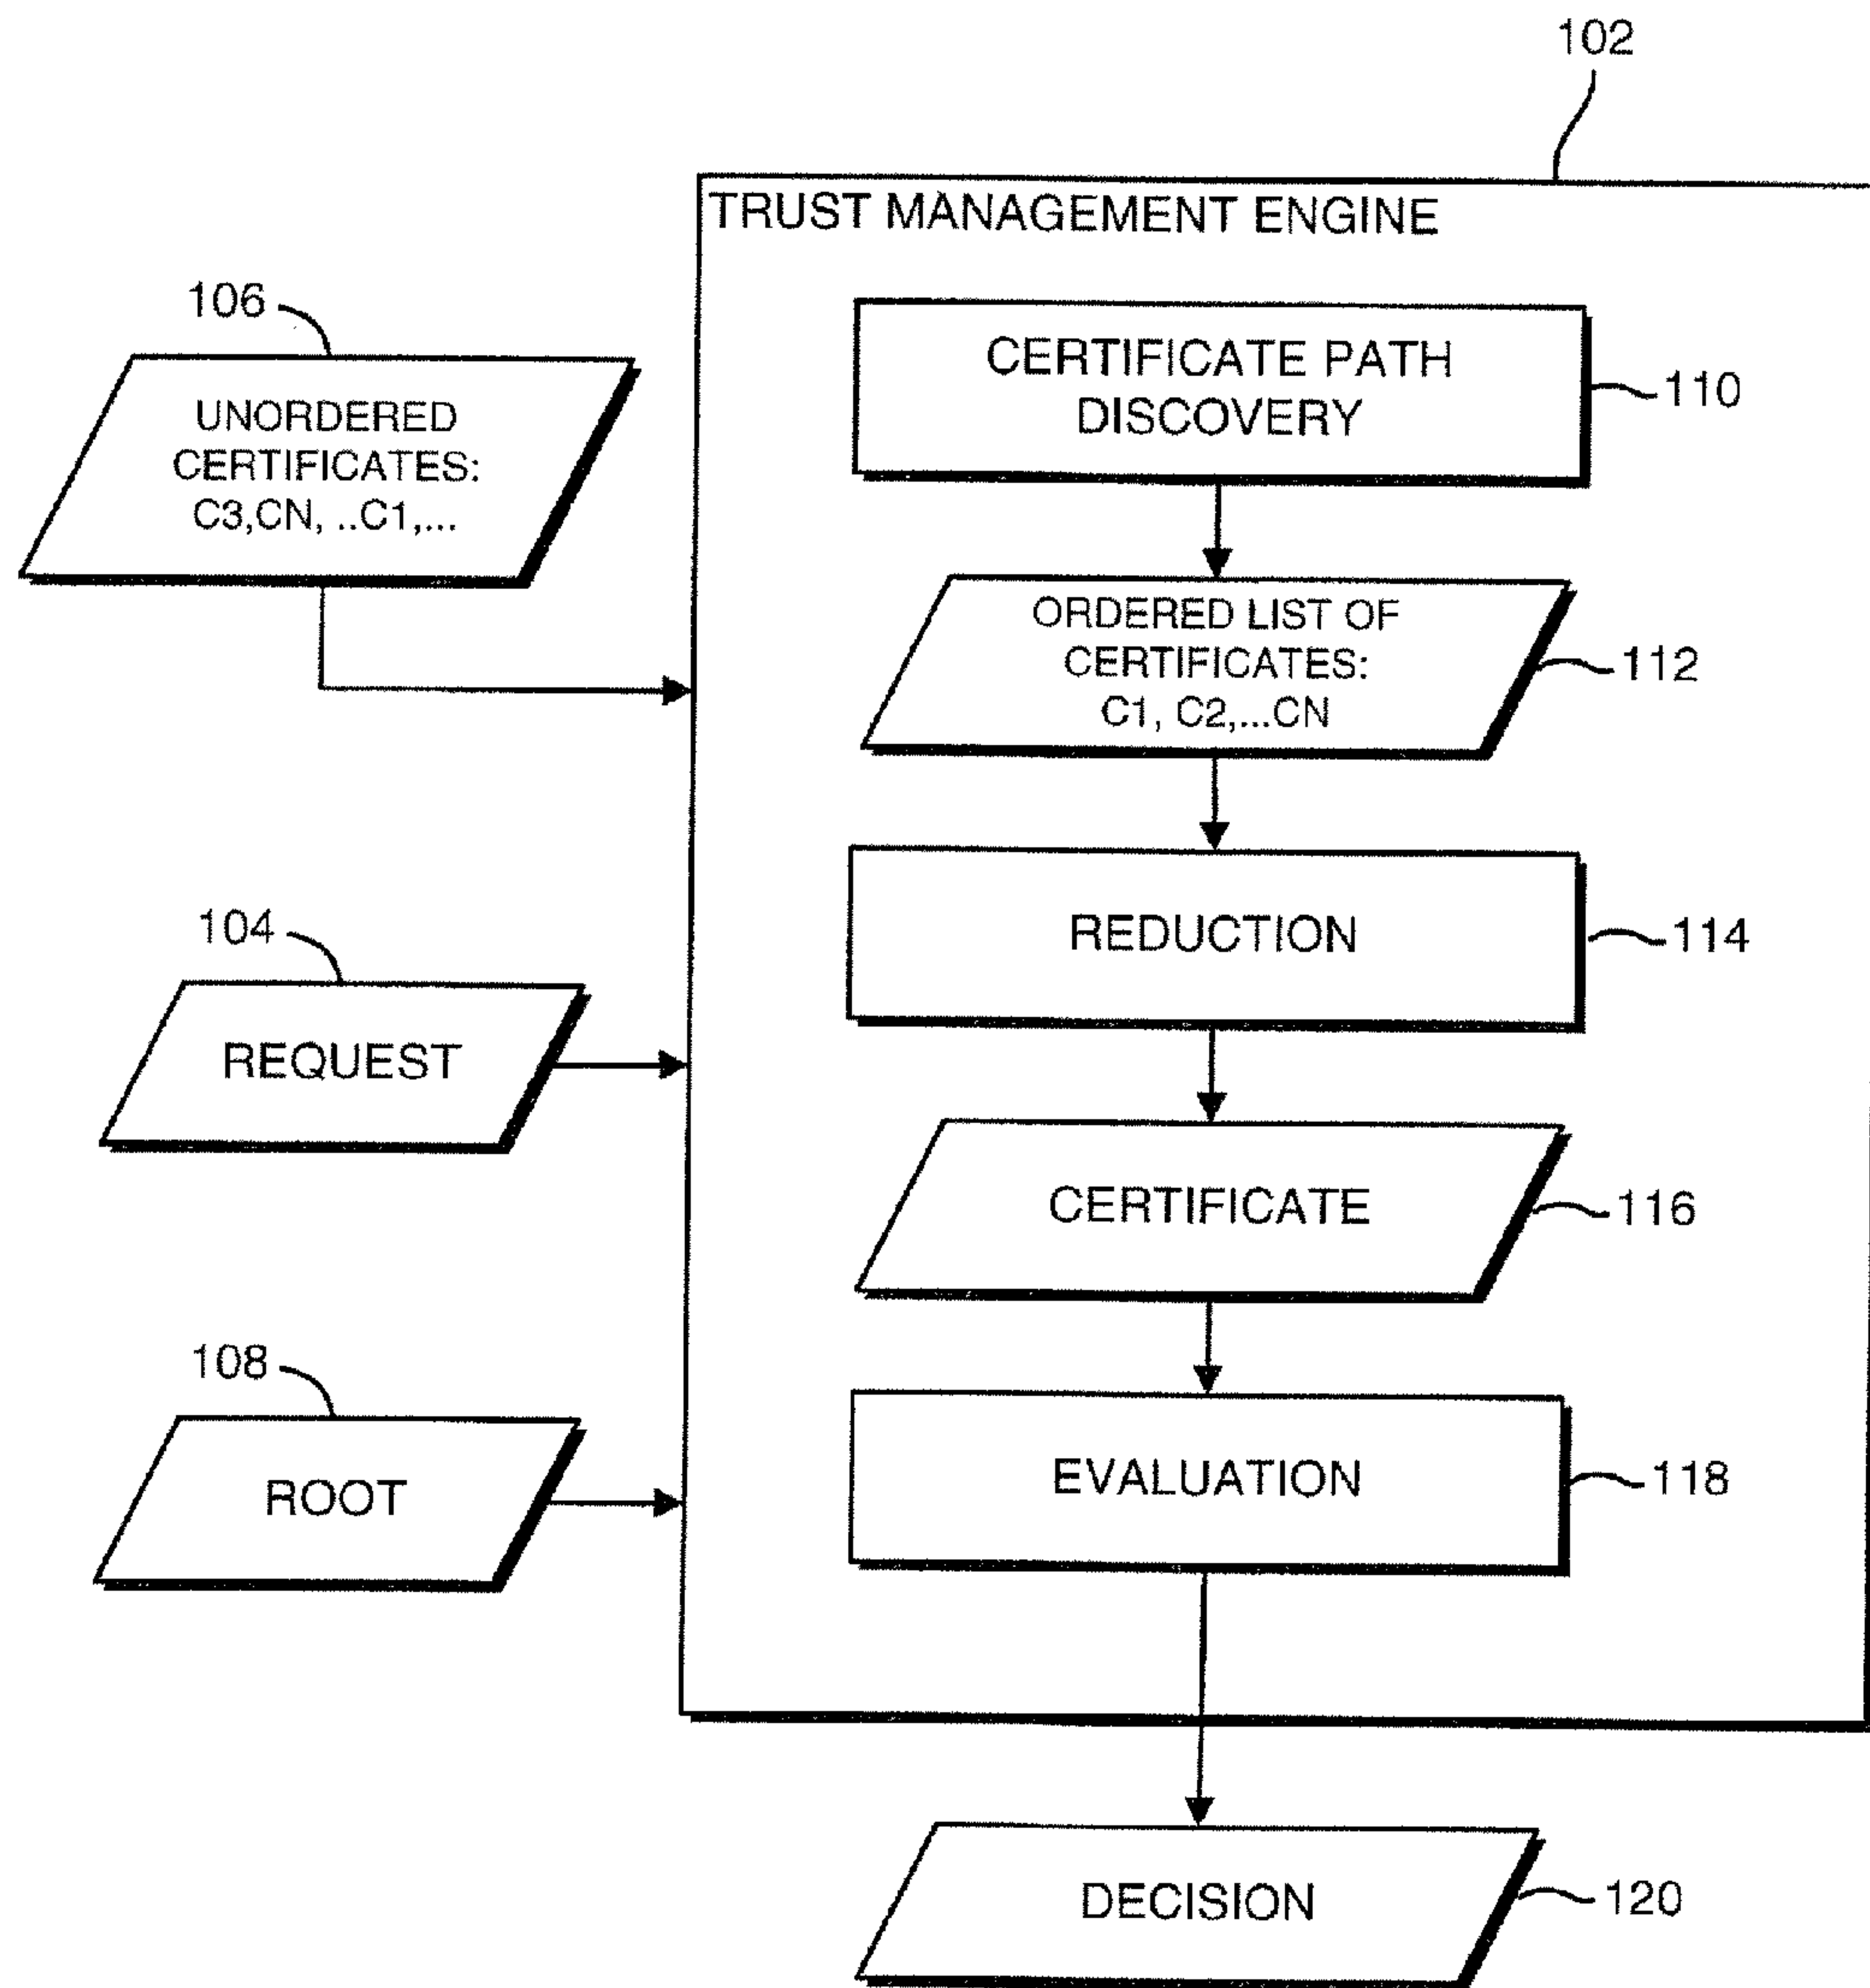 102
TRUST MANAGEMENT ENGINE
106
UNORDERED
CERTIFICATES:
C3,CN, ..C1,...
CERTIFICATE PATH
DISCOVERY
110
ORDERED LIST OF
CERTIFICATES:
C1, C2,...CN
112
104
REQUEST
REDUCTION
114
CERTIFICATE
116
108
ROOT
EVALUATION
118
DECISION
120